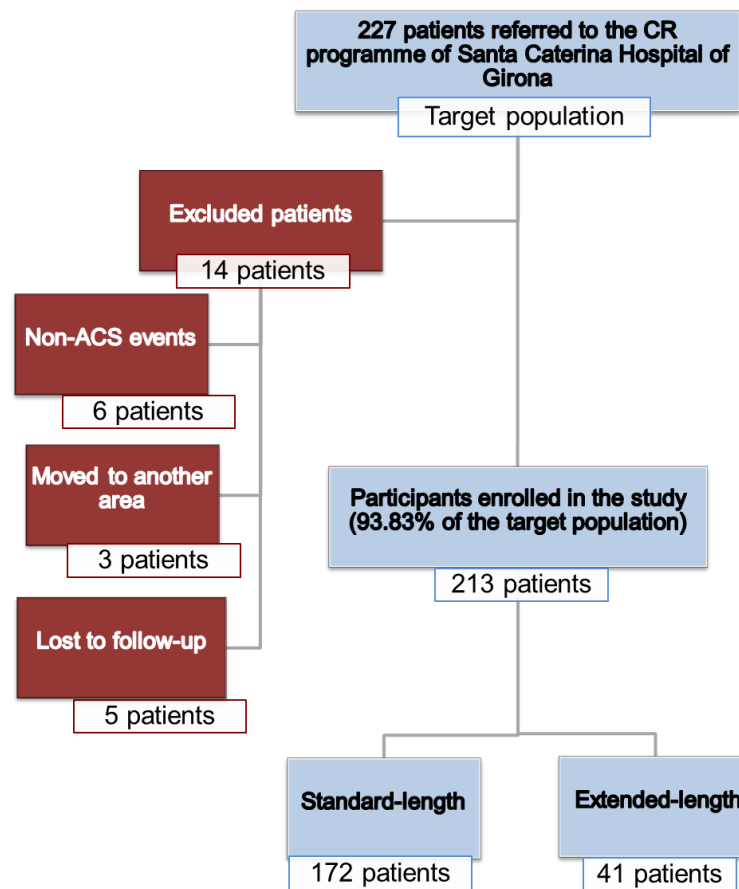 227 patients referred to the CR
programme of Santa Caterina Hospital of
Girona
Target population
Excluded patients
14 patients
Non-ACS events
6 patients
Moved to another
area
3 patients
Lost to follow-up
5 patients
Participants enrolled in the study
(93.83% of the target population)
213 patients
Standard-length
172 patients
Extended-length
41 patients